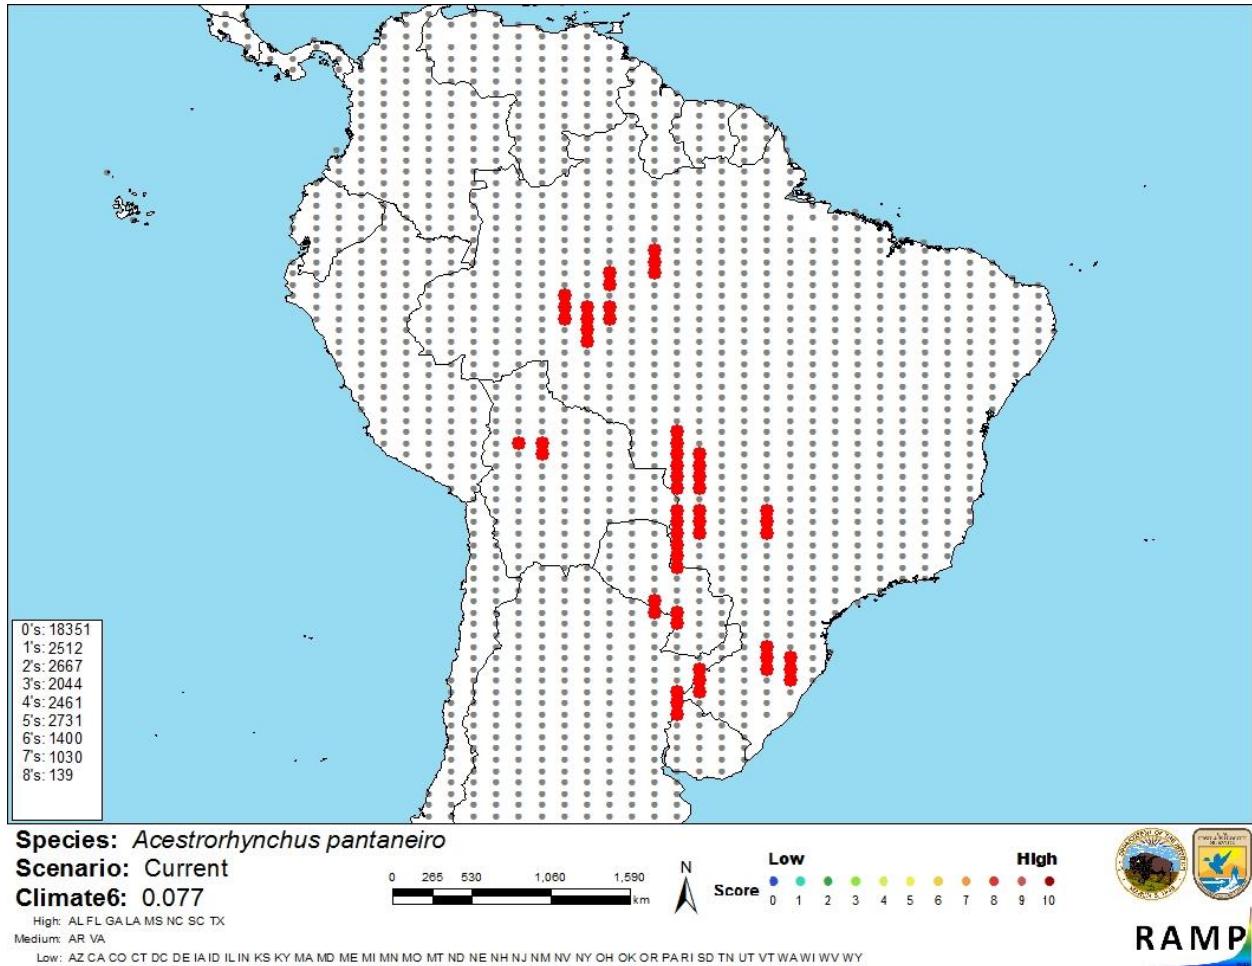 0's: 18351
1's: 2512
2's: 2667
3's: 2044
4's: 2461
5's: 2731
6's: 1400
7's: 1030
8's: 139
Species: Acestrorhynchus pantaneiro
Scenario: Current
Climate6: 0.077
High: AL FL GA LA MS NC SC TX
Medium: AR VA
Low: AZ CA CO CT DC DE IA ID IL IN KS KY MA MD ME MI MN MO MT ND NE NH NJ NM NV NY OH OK OR PA RI SD TN UT VT WA WI WV WY
0 265 530 1,060 1,590
km
N
Low High
Score
0 1 2 3 4 5 6 7 8 9 10
RAMP